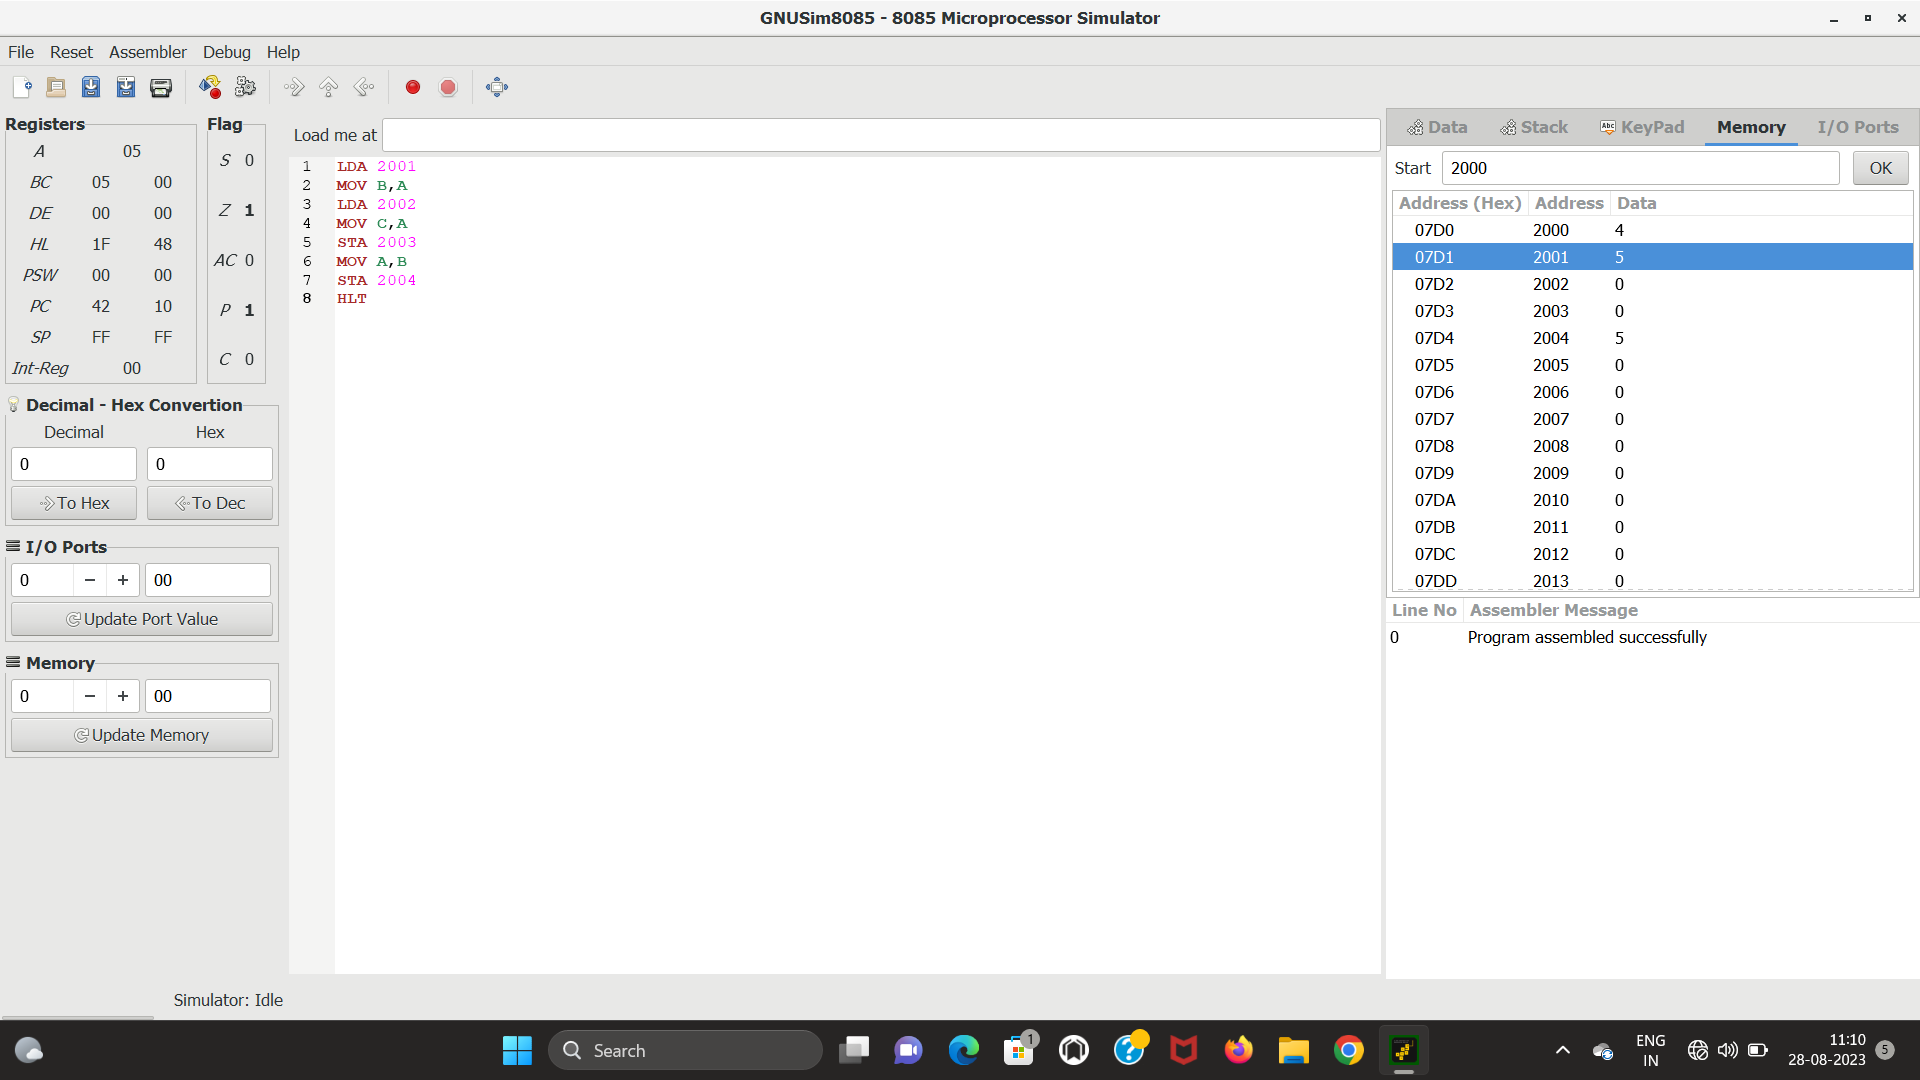 GNUSim8085 - 8085 Microprocessor Simulator
File Reset Assembler Debug Help
Registers
A 05
BC 05 00
DE 00 00
HL 1F 48
PSW 00 00
PC 42 10
SP FF FF
Int-Reg 00
Flag
S 0
Z 1
AC 0
P 1
C 0
Decimal - Hex Convertion
Decimal Hex
0 0
To Hex To Dec
I/O Ports
0 − + 00
Update Port Value
Memory
0 − + 00
Update Memory
Load me at
1 LDA 2001
2 MOV B,A
3 LDA 2002
4 MOV C,A
5 STA 2003
6 MOV A,B
7 STA 2004
8 HLT
Data Stack Abc KeyPad Memory I/O Ports
Start 2000 OK
Address (Hex) Address Data
07D0 2000 4
07D1 2001 5
07D2 2002 0
07D3 2003 0
07D4 2004 5
07D5 2005 0
07D6 2006 0
07D7 2007 0
07D8 2008 0
07D9 2009 0
07DA 2010 0
07DB 2011 0
07DC 2012 0
07DD 2013 0
Line No Assembler Message
0 Program assembled successfully
Simulator: Idle
Search
1
ENG
IN
11:10
28-08-2023
5